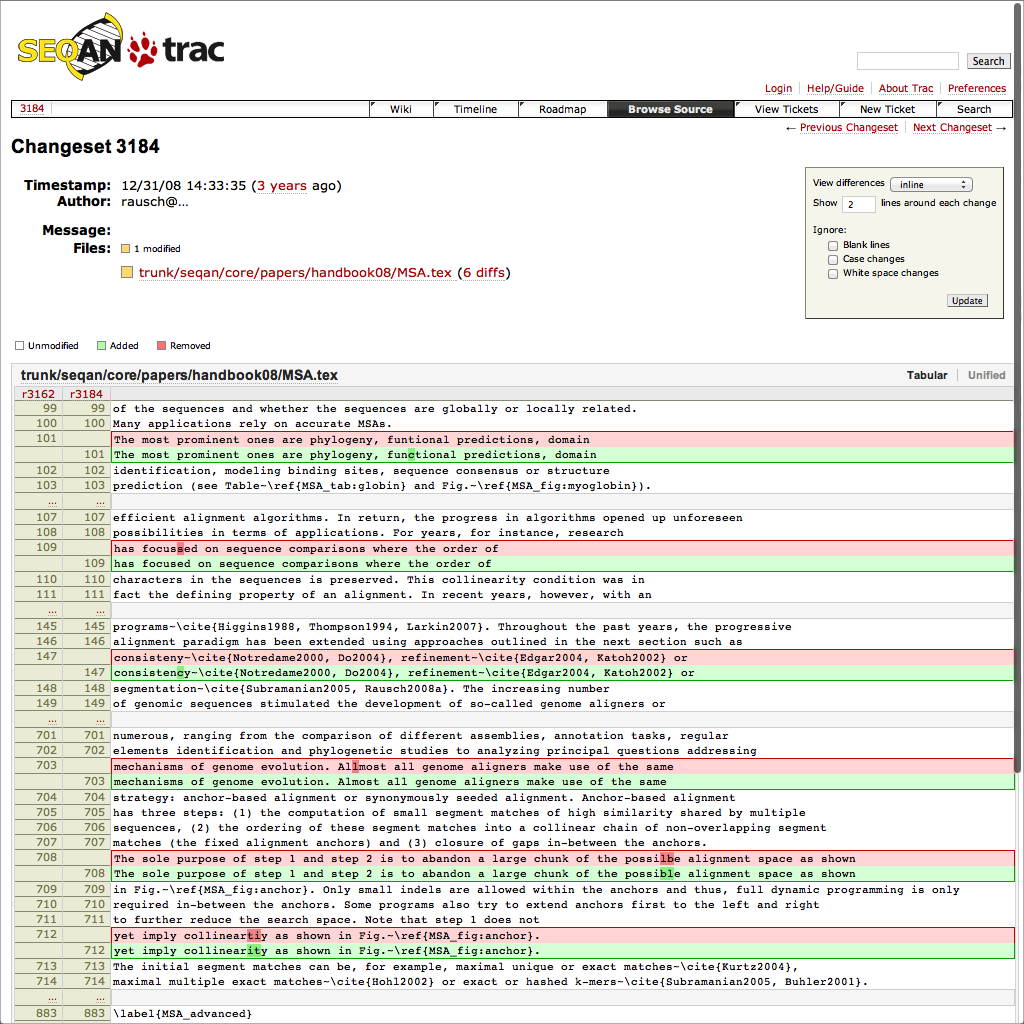 SEQAN trac
Search
Login Help/Guide About Trac Preferences
3184 Wiki Timeline Roadmap Browse Source View Tickets New Ticket Search
← Previous Changeset Next Changeset →
Changeset 3184
Timestamp: 12/31/08 14:33:35 (3 years ago)
Author: rausch@...
Message:
Files: 1 modified
trunk/seqan/core/papers/handbook08/MSA.tex (6 diffs)
View differences inline
Show 2 lines around each change
Ignore:
Blank lines
Case changes
White space changes
Update
Unmodified Added Removed
trunk/seqan/core/papers/handbook08/MSA.tex Tabular Unified
r3162 r3184
99 99 of the sequences and whether the sequences are globally or locally related.
100 100 Many applications rely on accurate MSAs.
101 The most prominent ones are phylogeny, funtional predictions, domain
101 The most prominent ones are phylogeny, functional predictions, domain
102 102 identification, modeling binding sites, sequence consensus or structure
103 103 prediction (see Table~\ref{MSA_tab:globin} and Fig.~\ref{MSA_fig:myoglobin}).
... ...
107 107 efficient alignment algorithms. In return, the progress in algorithms opened up unforeseen
108 108 possibilities in terms of applications. For years, for instance, research
109 has focussed on sequence comparisons where the order of
109 has focused on sequence comparisons where the order of
110 110 characters in the sequences is preserved. This collinearity condition was in
111 111 fact the defining property of an alignment. In recent years, however, with an
... ...
145 145 programs~\cite{Higgins1988, Thompson1994, Larkin2007}. Throughout the past years, the progressive
146 146 alignment paradigm has been extended using approaches outlined in the next section such as
147 consisteny~\cite{Notredame2000, Do2004}, refinement~\cite{Edgar2004, Katoh2002} or
147 consistency~\cite{Notredame2000, Do2004}, refinement~\cite{Edgar2004, Katoh2002} or
148 148 segmentation~\cite{Subramanian2005, Rausch2008a}. The increasing number
149 149 of genomic sequences stimulated the development of so-called genome aligners or
... ...
701 701 numerous, ranging from the comparison of different assemblies, annotation tasks, regular
702 702 elements identification and phylogenetic studies to analyzing principal questions addressing
703 mechanisms of genome evolution. Allmost all genome aligners make use of the same
703 mechanisms of genome evolution. Almost all genome aligners make use of the same
704 704 strategy: anchor-based alignment or synonymously seeded alignment. Anchor-based alignment
705 705 has three steps: (1) the computation of small segment matches of high similarity shared by multiple
706 706 sequences, (2) the ordering of these segment matches into a collinear chain of non-overlapping segment
707 707 matches (the fixed alignment anchors) and (3) closure of gaps in-between the anchors.
708 The sole purpose of step 1 and step 2 is to abandon a large chunk of the possilbe alignment space as shown
708 The sole purpose of step 1 and step 2 is to abandon a large chunk of the possible alignment space as shown
709 709 in Fig.~\ref{MSA_fig:anchor}. Only small indels are allowed within the anchors and thus, full dynamic programming is only
710 710 required in-between the anchors. Some programs also try to extend anchors first to the left and right
711 711 to further reduce the search space. Note that step 1 does not
712 yet imply collineartiy as shown in Fig.~\ref{MSA_fig:anchor}.
712 yet imply collinearity as shown in Fig.~\ref{MSA_fig:anchor}.
713 713 The initial segment matches can be, for example, maximal unique or exact matches~\cite{Kurtz2004},
714 714 maximal multiple exact matches~\cite{Hohl2002} or exact or hashed k-mers~\cite{Subramanian2005, Buhler2001}.
... ...
883 883 \label{MSA_advanced}